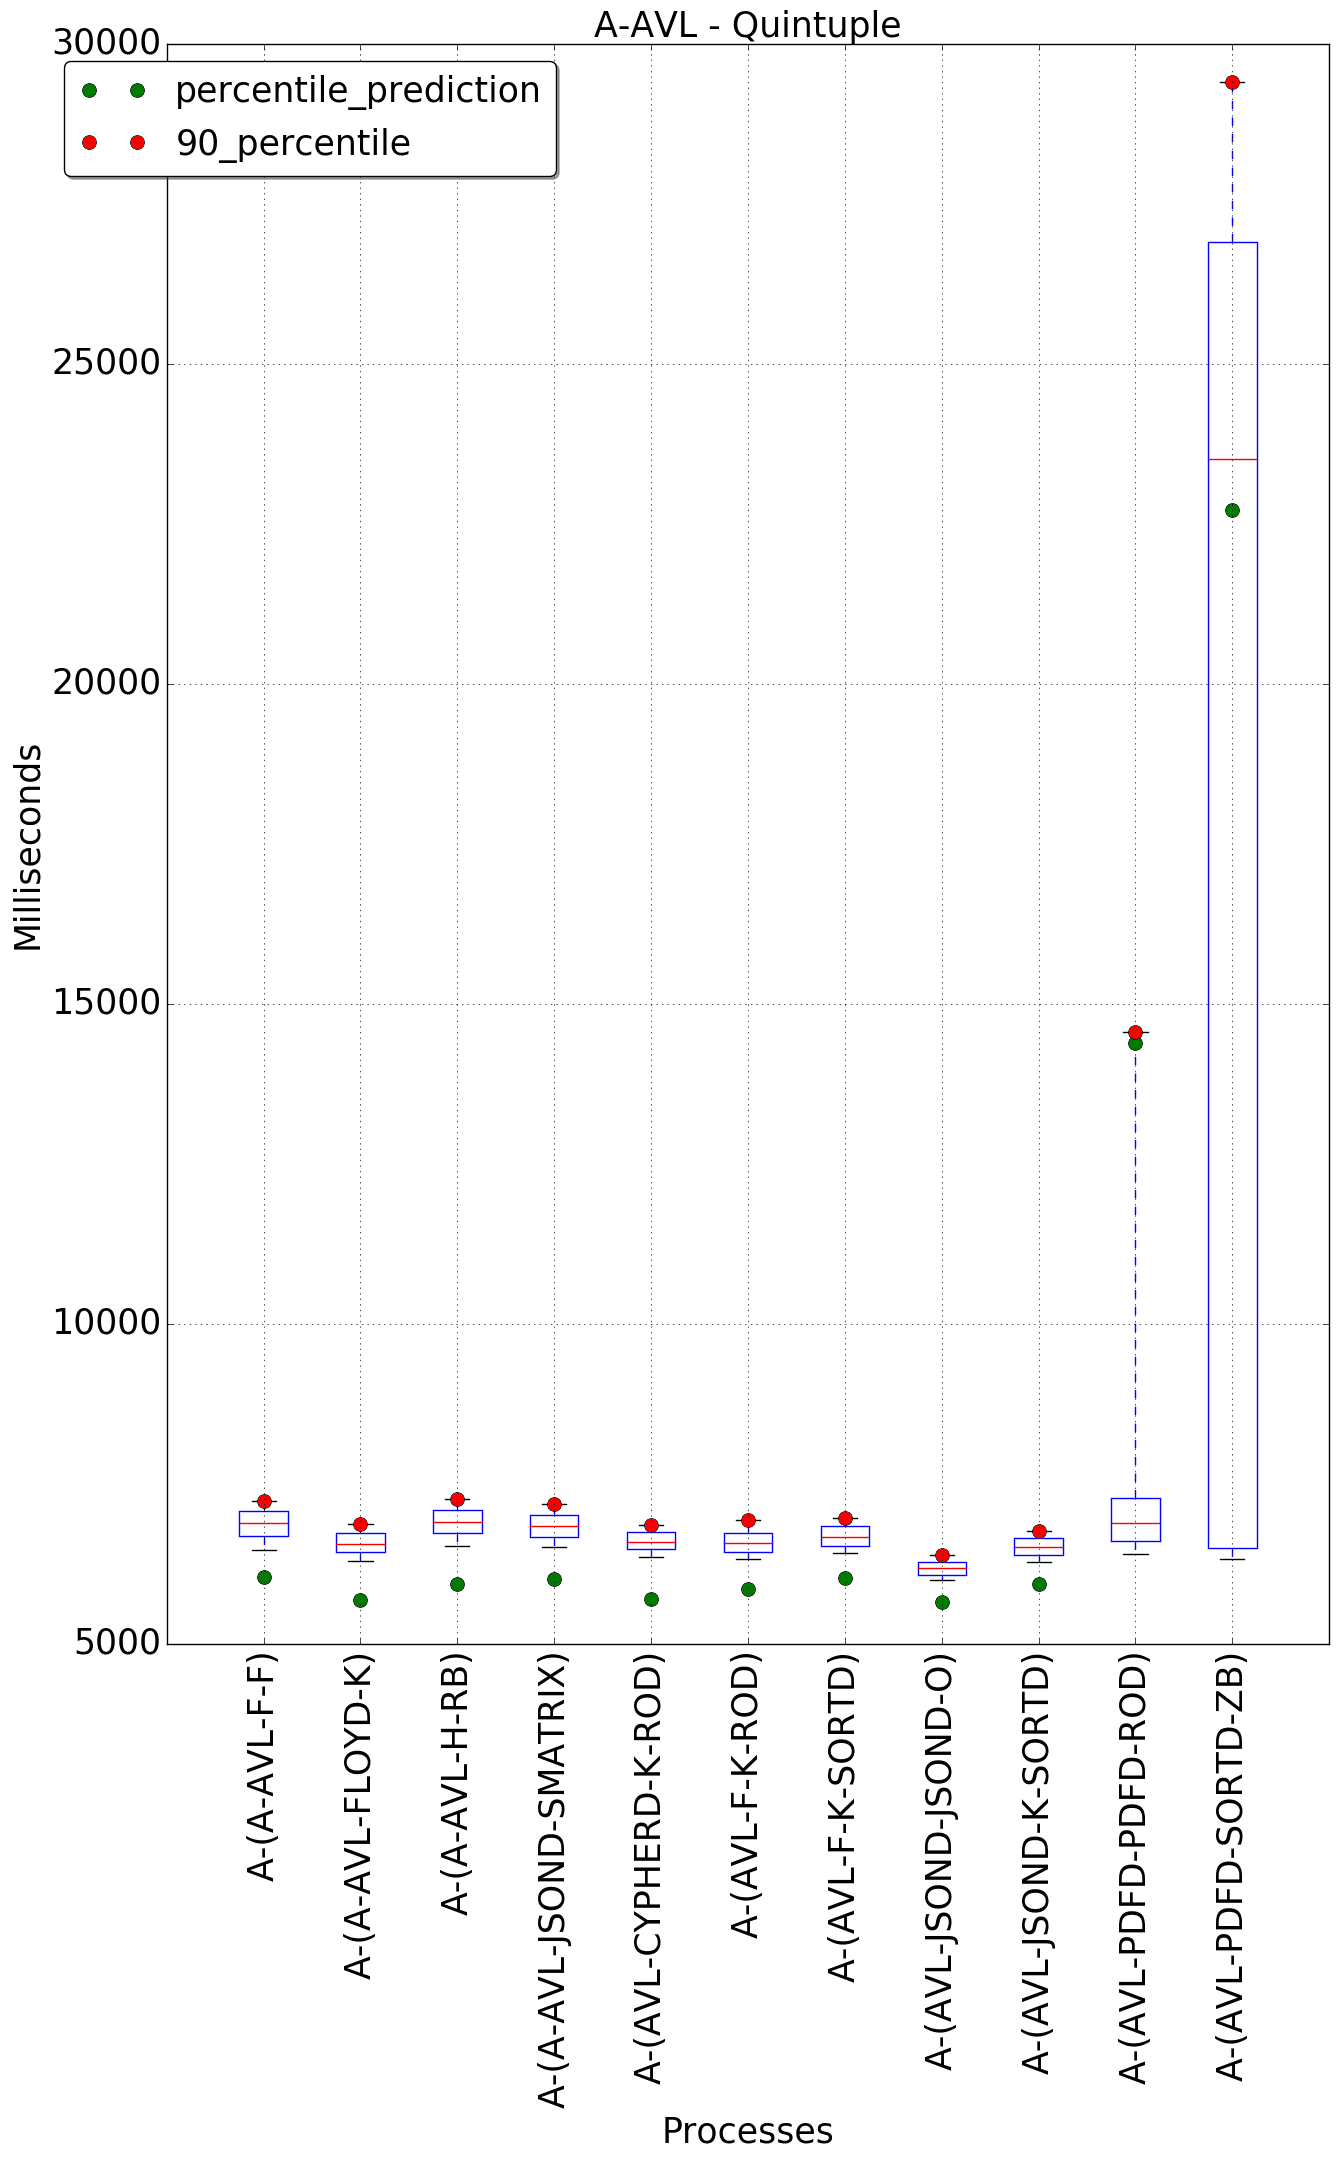 A-AVL - Quintuple
percentile_prediction
90_percentile
30000
25000
20000
15000
10000
5000
Milliseconds
A-(A-AVL-F-F)
A-(A-AVL-FLOYD-K)
A-(A-AVL-H-RB)
A-(A-AVL-JSOND-SMATRIX)
A-(AVL-CYPHERD-K-ROD)
A-(AVL-F-K-ROD)
A-(AVL-F-K-SORTD)
A-(AVL-JSOND-JSOND-O)
A-(AVL-JSOND-K-SORTD)
A-(AVL-PDFD-PDFD-ROD)
A-(AVL-PDFD-SORTD-ZB)
Processes